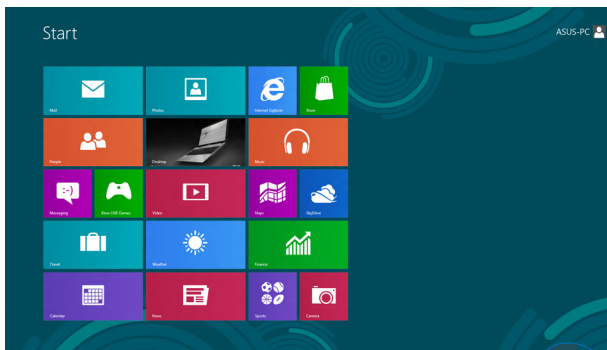 Start
ASUS-PC
Mail
Photos
Internet Explorer
Store
People
Desktop
Music
Messaging
Xbox LIVE Games
Video
Maps
SkyDrive
Travel
Weather
Finance
Calendar
News
Sports
Camera